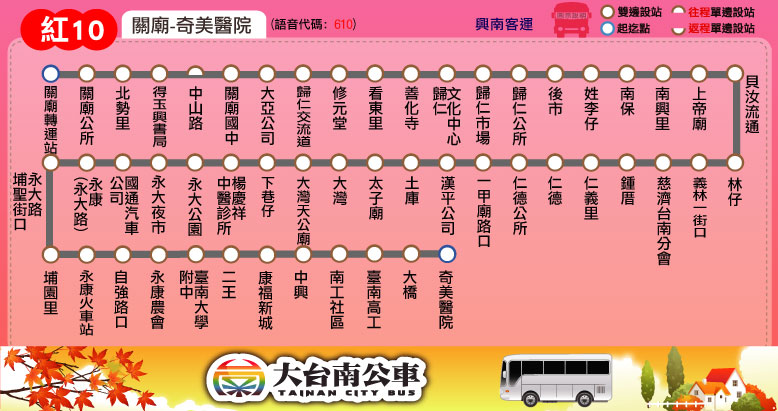 紅10
關廟-奇美醫院
(語音代碼: 610)
興南客運
雙邊設站
往程單邊設站
起迄點
返程單邊設站
關廟轉運站
關廟公所
北勢里
得玉興書局
中山路
關廟國中
大亞公司
歸仁交流道
修元堂
看東里
善化寺
歸仁文化中心
歸仁市場
歸仁公所
後市
姓李仔
南保
南興里
上帝廟
貝汝流通
林仔
義林一街口
慈濟台南分會
鍾厝
仁義里
仁德
仁德公所
一甲廟路口
漢平公司
土庫
太子廟
大灣
大灣天公廟
下巷仔
楊慶祥中醫診所
永大公園
永大夜市
國通汽車公司
永康(永大路)
永大路埔聖街口
埔園里
永康火車站
自強路口
永康農會
臺南大學附中
二王
康福新城
中興
南工社區
臺南高工
大橋
奇美醫院
大台南公車
TAINAN CITY BUS